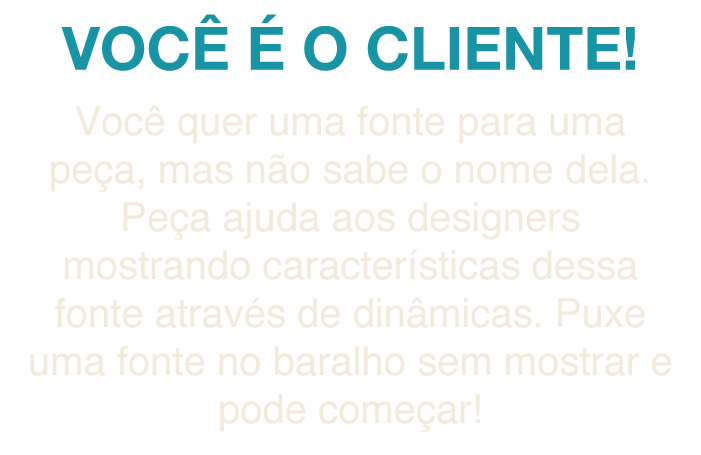 VOCÊ É O CLIENTE!
Você quer uma fonte para uma
peça, mas não sabe o nome dela.
Peça ajuda aos designers
mostrando características dessa
fonte através de dinâmicas. Puxe
uma fonte no baralho sem mostrar e
pode começar!